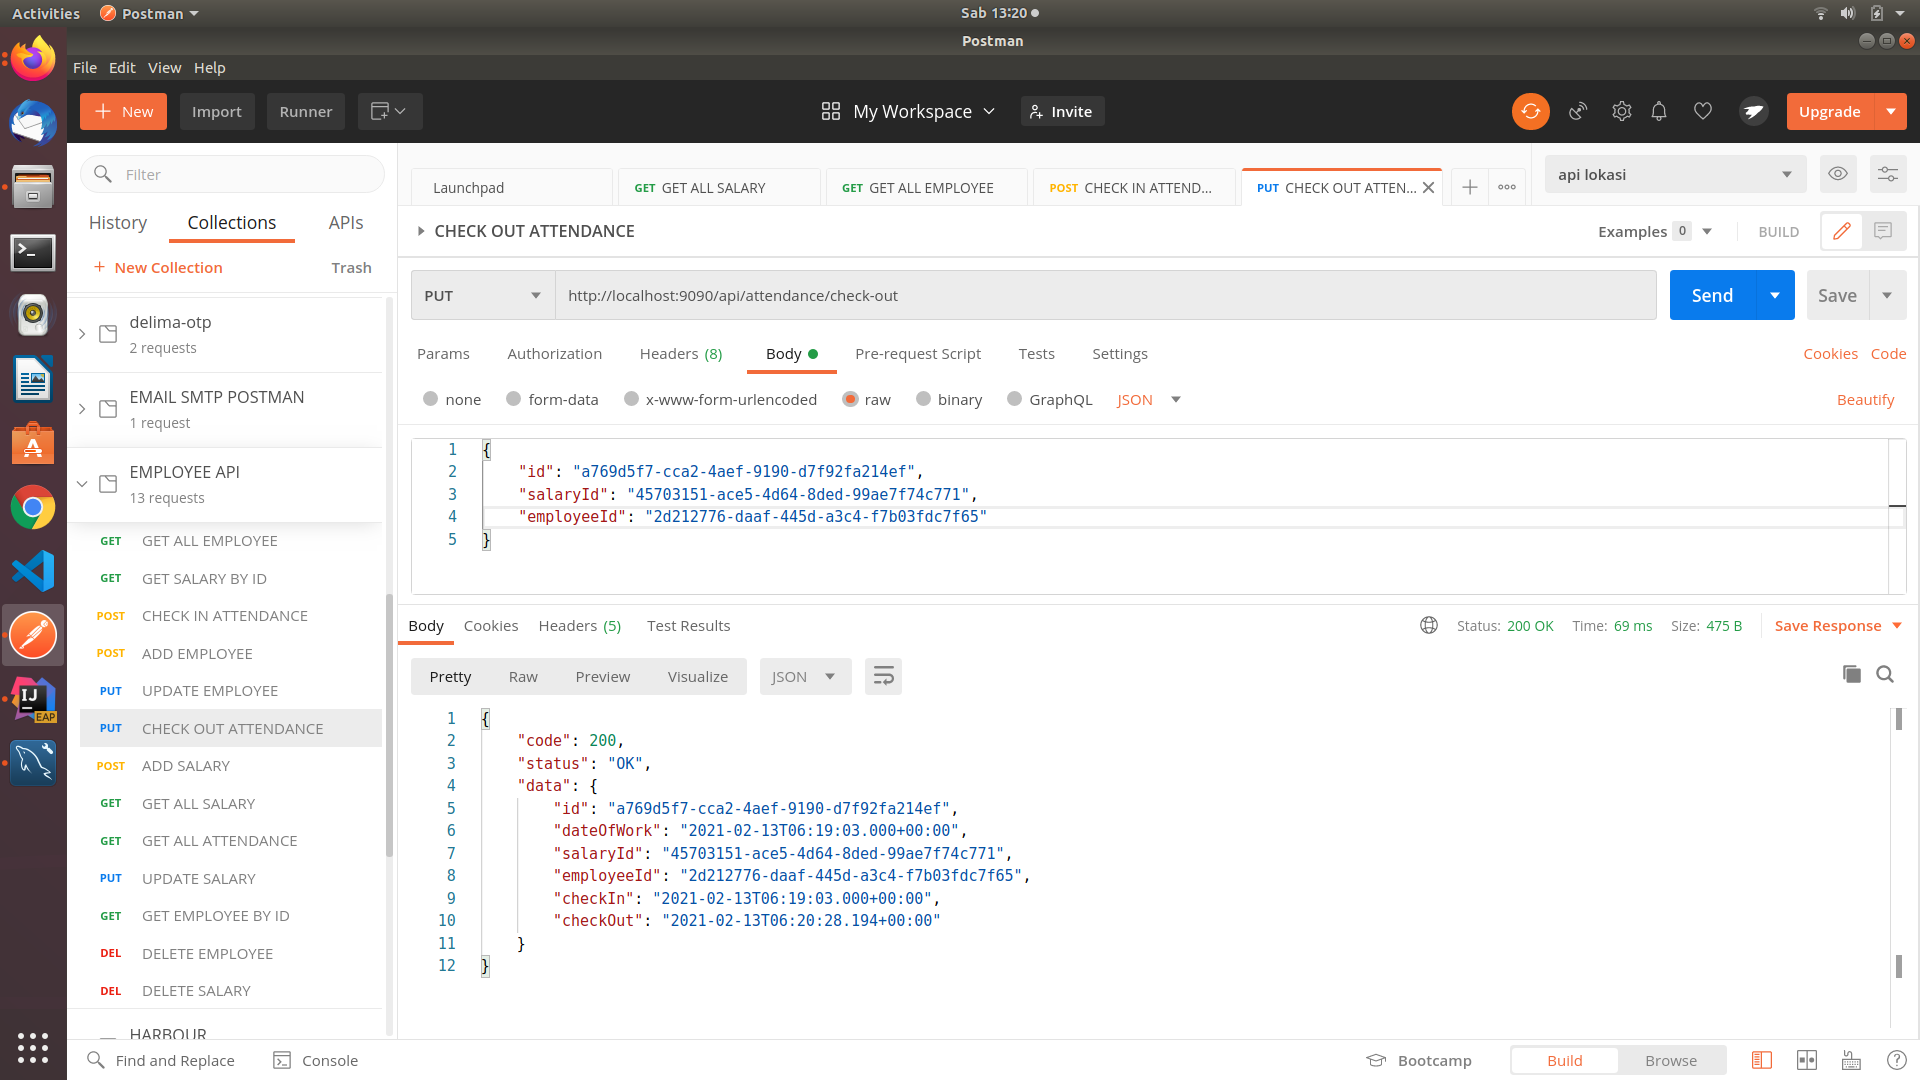 Activities
Postman
Sab 13:20
Postman
File Edit View Help
New
Import
Runner
My Workspace
Invite
Upgrade
Filter
History Collections APIs
New Collection
Trash
delima-otp
2 requests
EMAIL SMTP POSTMAN
1 request
EMPLOYEE API
13 requests
GET GET ALL EMPLOYEE
GET GET SALARY BY ID
POST CHECK IN ATTENDANCE
POST ADD EMPLOYEE
PUT UPDATE EMPLOYEE
PUT CHECK OUT ATTENDANCE
POST ADD SALARY
GET GET ALL SALARY
GET GET ALL ATTENDANCE
PUT UPDATE SALARY
GET GET EMPLOYEE BY ID
DEL DELETE EMPLOYEE
DEL DELETE SALARY
HARBOUR
Launchpad
GET GET ALL SALARY
GET GET ALL EMPLOYEE
POST CHECK IN ATTEND...
PUT CHECK OUT ATTEN...
api lokasi
CHECK OUT ATTENDANCE
Examples 0
BUILD
PUT
http://localhost:9090/api/attendance/check-out
Send
Save
Params Authorization Headers (8) Body Pre-request Script Tests Settings
Cookies Code
none form-data x-www-form-urlencoded raw binary GraphQL JSON
Beautify
1 {
2 "id": "a769d5f7-cca2-4aef-9190-d7f92fa214ef",
3 "salaryId": "45703151-ace5-4d64-8ded-99ae7f74c771",
4 "employeeId": "2d212776-daaf-445d-a3c4-f7b03fdc7f65"
5 }
Body Cookies Headers (5) Test Results
Status: 200 OK Time: 69 ms Size: 475 B
Save Response
Pretty Raw Preview Visualize JSON
1 {
2 "code": 200,
3 "status": "OK",
4 "data": {
5 "id": "a769d5f7-cca2-4aef-9190-d7f92fa214ef",
6 "dateOfWork": "2021-02-13T06:19:03.000+00:00",
7 "salaryId": "45703151-ace5-4d64-8ded-99ae7f74c771",
8 "employeeId": "2d212776-daaf-445d-a3c4-f7b03fdc7f65",
9 "checkIn": "2021-02-13T06:19:03.000+00:00",
10 "checkOut": "2021-02-13T06:20:28.194+00:00"
11 }
12 }
IJ
EAP
Find and Replace
Console
Bootcamp
Build
Browse